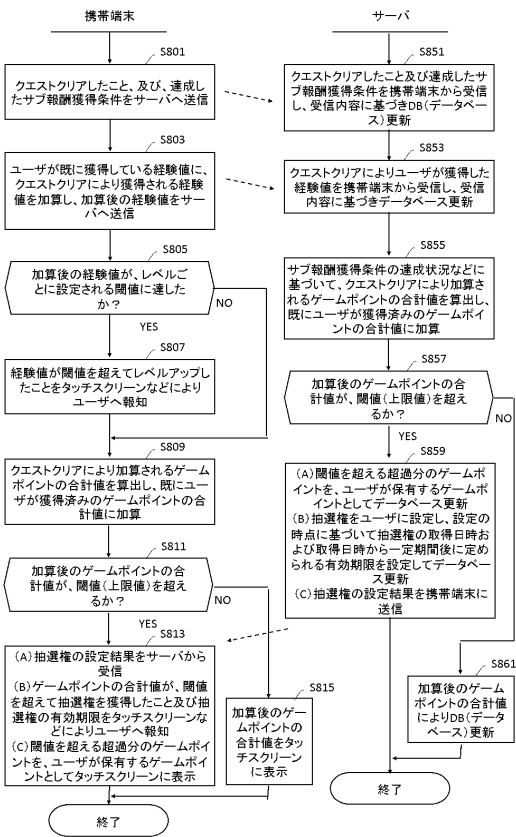 携帯端末
S801
クエストクリアしたこと、及び、達成し
たサブ報酬獲得条件をサーバへ送信
S803
ユーザが既に獲得している経験値に、
クエストクリアにより獲得される経験
値を加算し、加算後の経験値をサー
バへ送信
S805
加算後の経験値が、レベルご
とに設定される閾値に達した
か？
NO
YES
S807
経験値が閾値を超えてレベルアップし
たことをタッチスクリーンなどにより
ユーザへ報知
S809
クエストクリアにより加算されるゲーム
ポイントの合計値を算出し、既にユー
ザが獲得済みのゲームポイントの合
計値に加算
S811
加算後のゲームポイントの合
計値が、閾値（上限値）を超え
るか？
NO
YES
S813
（A）抽選権の設定結果をサーバから
受信
（B）ゲームポイントの合計値が、閾値
を超えて抽選権を獲得したこと及び抽
選権の有効期限をタッチスクリーンな
どによりユーザへ報知
（C）閾値を超える超過分のゲームポイ
ントを、ユーザが保有するゲームポイ
ントとしてタッチスクリーンに表示
S815
加算後のゲー
ムポイントの
合計値をタッ
チスクリーン
に表示
終了
サーバ
S851
クエストクリアしたこと及び達成したサ
ブ報酬獲得条件を携帯端末から受信
し、受信内容に基づきDB（データベー
ス）更新
S853
クエストクリアによりユーザが獲得した
経験値を携帯端末から受信し、受信
内容に基づきデータベース更新
S855
サブ報酬獲得条件の達成状況などに
基づいて、クエストクリアにより加算さ
れるゲームポイントの合計値を算出し、
既にユーザが獲得済みのゲームポイン
トの合計値に加算
S857
加算後のゲームポイントの合
計値が、閾値（上限値）を超え
るか？
NO
YES
S859
（A）閾値を超える超過分のゲームポイ
ントを、ユーザが保有するゲームポイ
ントとしてデータベース更新
（B）抽選権をユーザに設定し、設定の
時点に基づいて抽選権の取得日時お
よび取得日時から一定期間後に定め
られる有効期限を設定してデータベー
ス更新
（C）抽選権の設定結果を携帯端末に
送信
S861
加算後のゲー
ムポイントの
合計値
によりDB（データ
ベース）更新
終了